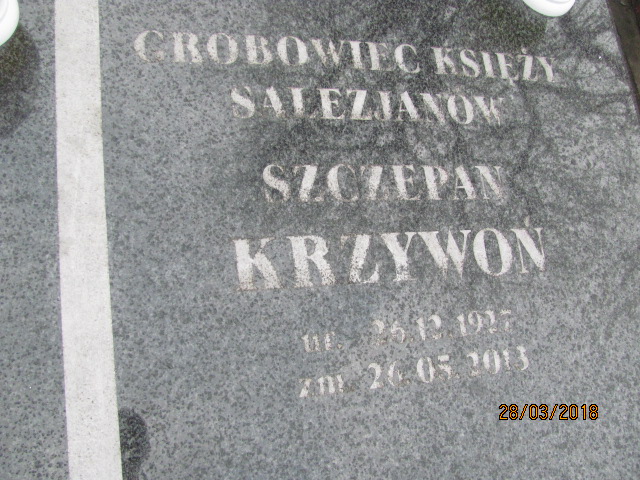 GROBOWIEC KSIĘŻY
SALEZJANÓW
SZCZEPAN
KRZYWOŃ
ur. 26.12.1927
zm. 26.05.2013
28/03/2018